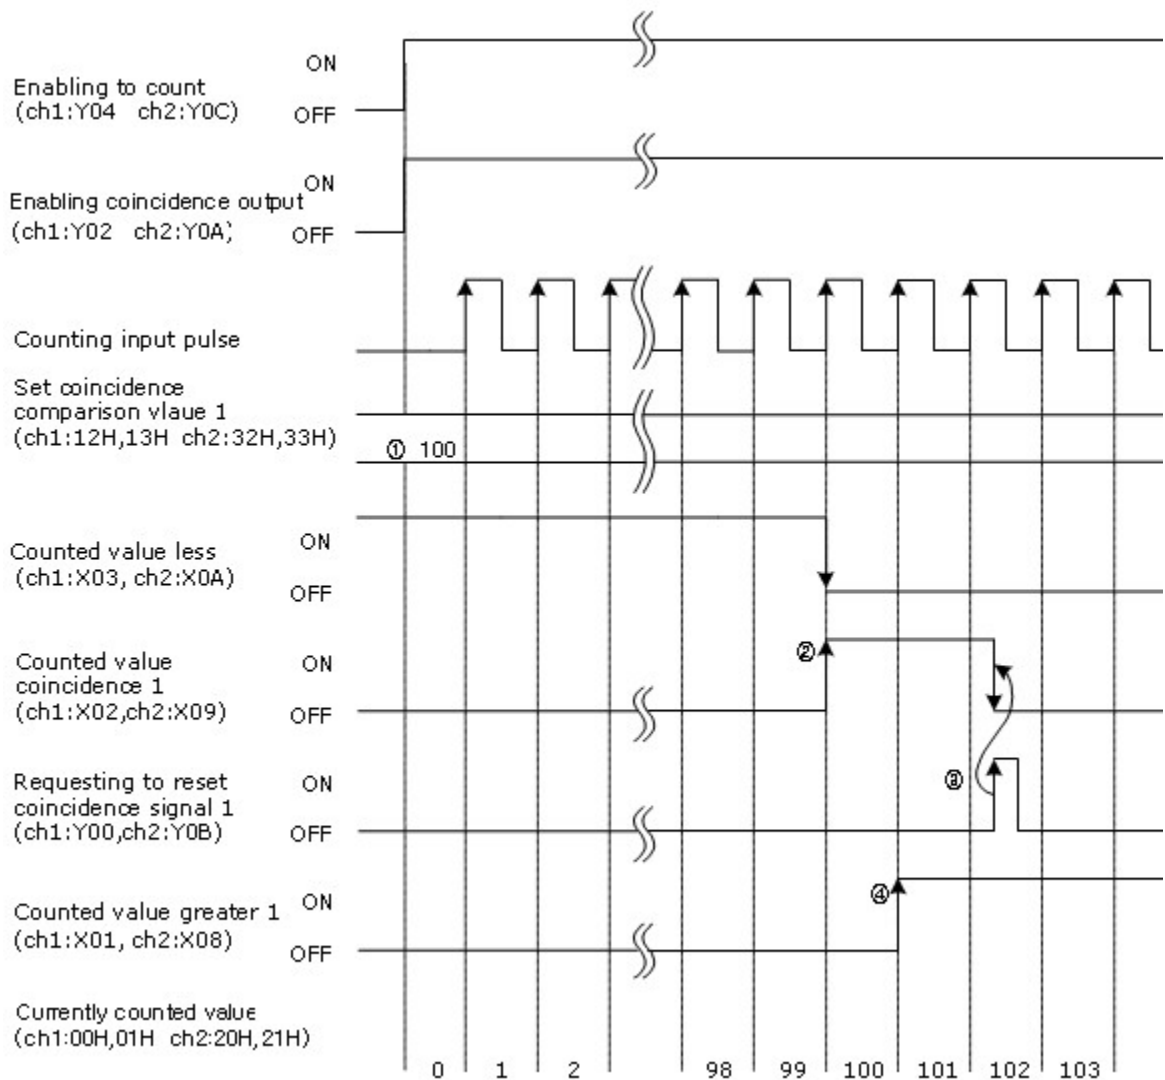 ON
Enabling to count
(ch1:Y04 ch2:Y0C)
OFF
ON
Enabling coincidence output
(ch1:Y02 ch2:Y0A)
OFF
Counting input pulse
Set coincidence
comparison vlaue 1
(ch1:12H,13H ch2:32H,33H)
① 100
ON
Counted value less
(ch1:X03, ch2:X0A)
OFF
②
Counted value
ON
coincidence 1
(ch1:X02,ch2:X09)
OFF
Requesting to reset
ON
③
coincidence signal 1
(ch1:Y00,ch2:Y0B)
OFF
④
ON
Counted value greater 1
(ch1:X01, ch2:X08)
OFF
Currently counted value
(ch1:00H,01H ch2:20H,21H)
0 1 2 98 99 100 101 102 103